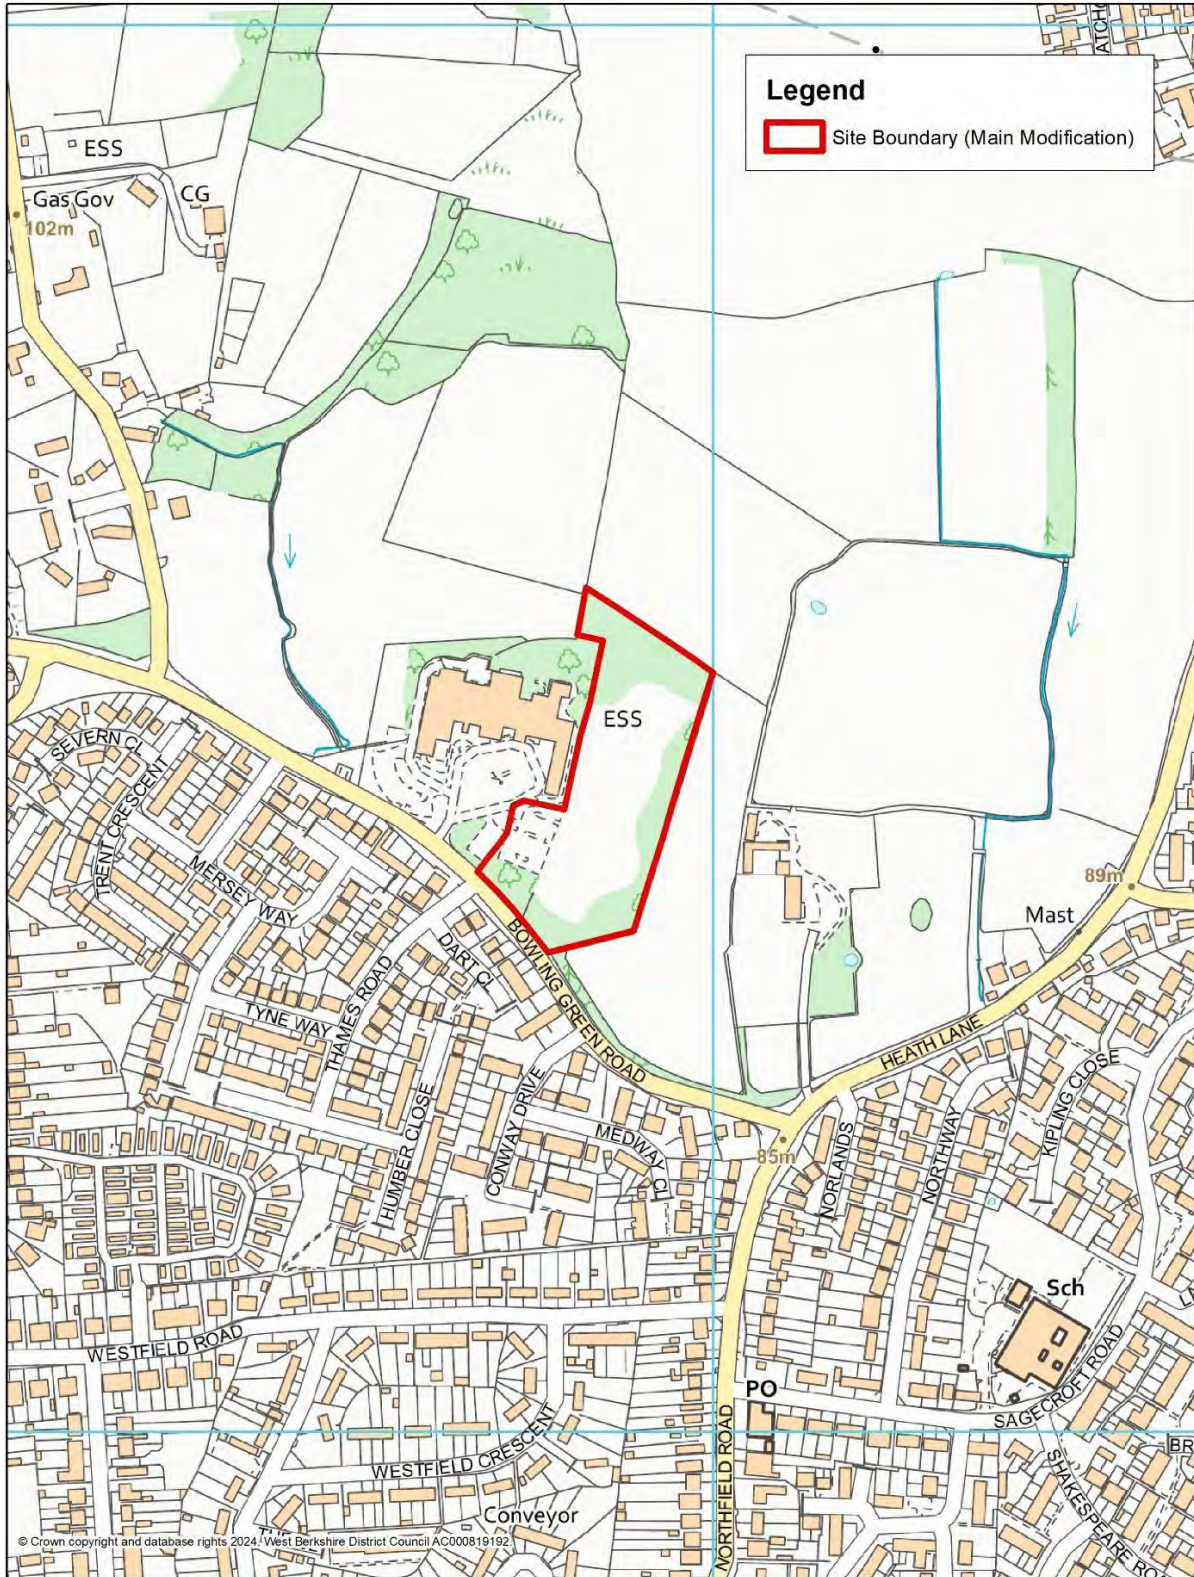 ATCHO
Legend
Site Boundary (Main Modification)
ESS
Gas Gov
CG
102m
ESS
SEVERN CL
TRENT CRESCENT
MERSEY WAY
DART CL
BOWLING GREEN ROAD
THAMES ROAD
TYNE WAY
HUMBER CLOSE
CONWAY DRIVE
MEDWAY CL
89m
Mast
HEATH LANE
KIPLING CLOSE
85m
NORLANDS
NORTHWAY
Sch
WESTFIELD ROAD
PO
SAGECROFT ROAD
NORTHFIELD ROAD
WESTFIELD CRESCENT
BR
SHAKESPEARE RO
Conveyor
© Crown copyright and database rights 2024. West Berkshire District Council AC000819192.